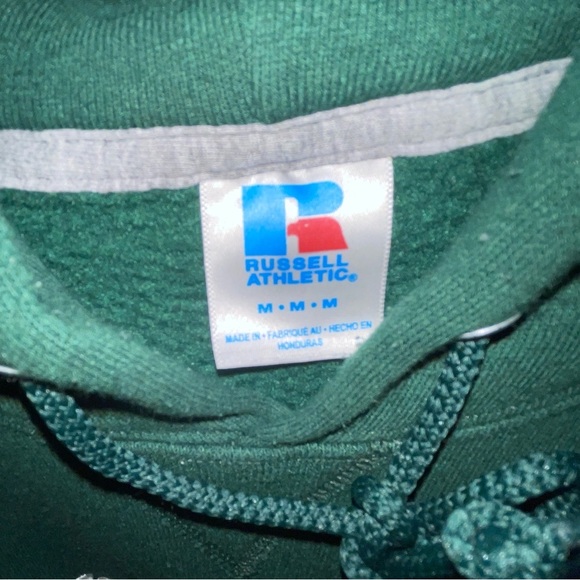 RUSSELL
ATHLETIC®
M • M • M
MADE IN • FABRIQUE AU • HECHO EN
HONDURAS